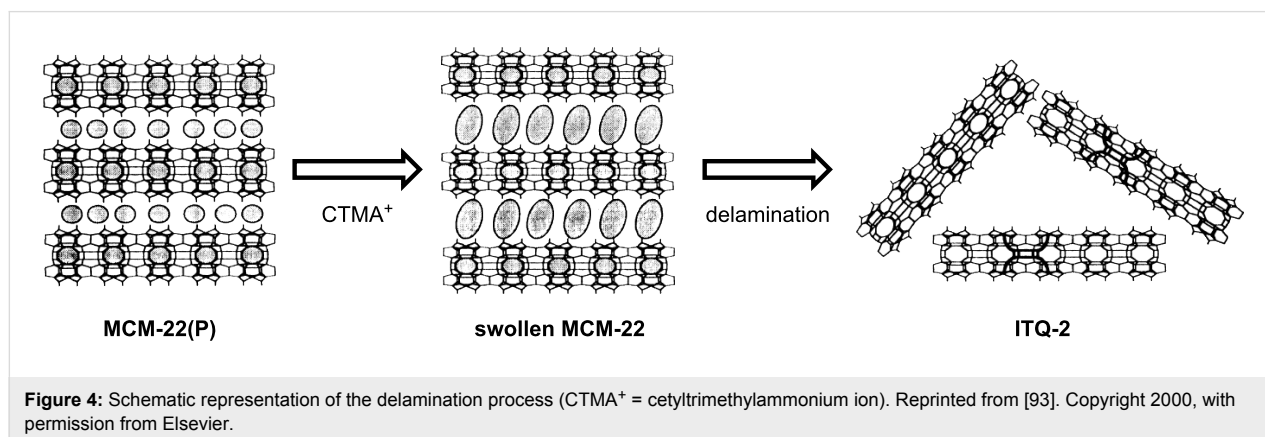 CTMA+
delamination
MCM-22(P)
swollen MCM-22
ITQ-2
Figure 4: Schematic representation of the delamination process (CTMA+ = cetyltrimethylammonium ion). Reprinted from [93]. Copyright 2000, with
permission from Elsevier.